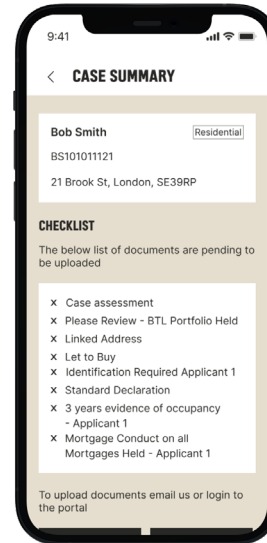 9:41
CASE SUMMARY
Bob Smith Residential
BS101011121
21 Brook St, London, SE39RP
CHECKLIST
The below list of documents are pending to
be uploaded
x Case assessment
x Please Review - BTL Portfolio Held
x Linked Address
x Let to Buy
x Identification Required Applicant 1
x Standard Declaration
x 3 years evidence of occupancy
- Applicant 1
x Mortgage Conduct on all
Mortgages Held - Applicant 1
To upload documents email us or login to
the portal